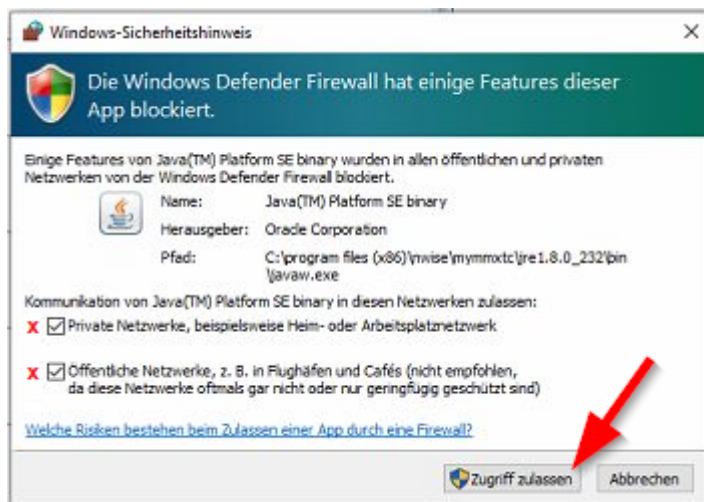 Windows-Sicherheitshinweis
Die Windows Defender Firewall hat einige Features dieser
App blockiert.
Einige Features von Java(TM) Platform SE binary wurden in allen öffentlichen und privaten
Netzwerken von der Windows Defender Firewall blockiert.
Name: Java(TM) Platform SE binary
Herausgeber: Oracle Corporation
Pfad: C:\program files (x86)\nwise\mymmxtc\jre1.8.0_232\bin
\javaw.exe
Kommunikation von Java(TM) Platform SE binary in diesen Netzwerken zulassen:
x Private Netzwerke, beispielsweise Heim- oder Arbeitsplatznetzwerk
x Öffentliche Netzwerke, z. B. in Flughäfen und Cafés (nicht empfohlen,
da diese Netzwerke oftmals gar nicht oder nur geringfügig geschützt sind)
Welche Risiken bestehen beim Zulassen einer App durch eine Firewall?
Zugriff zulassen Abbrechen